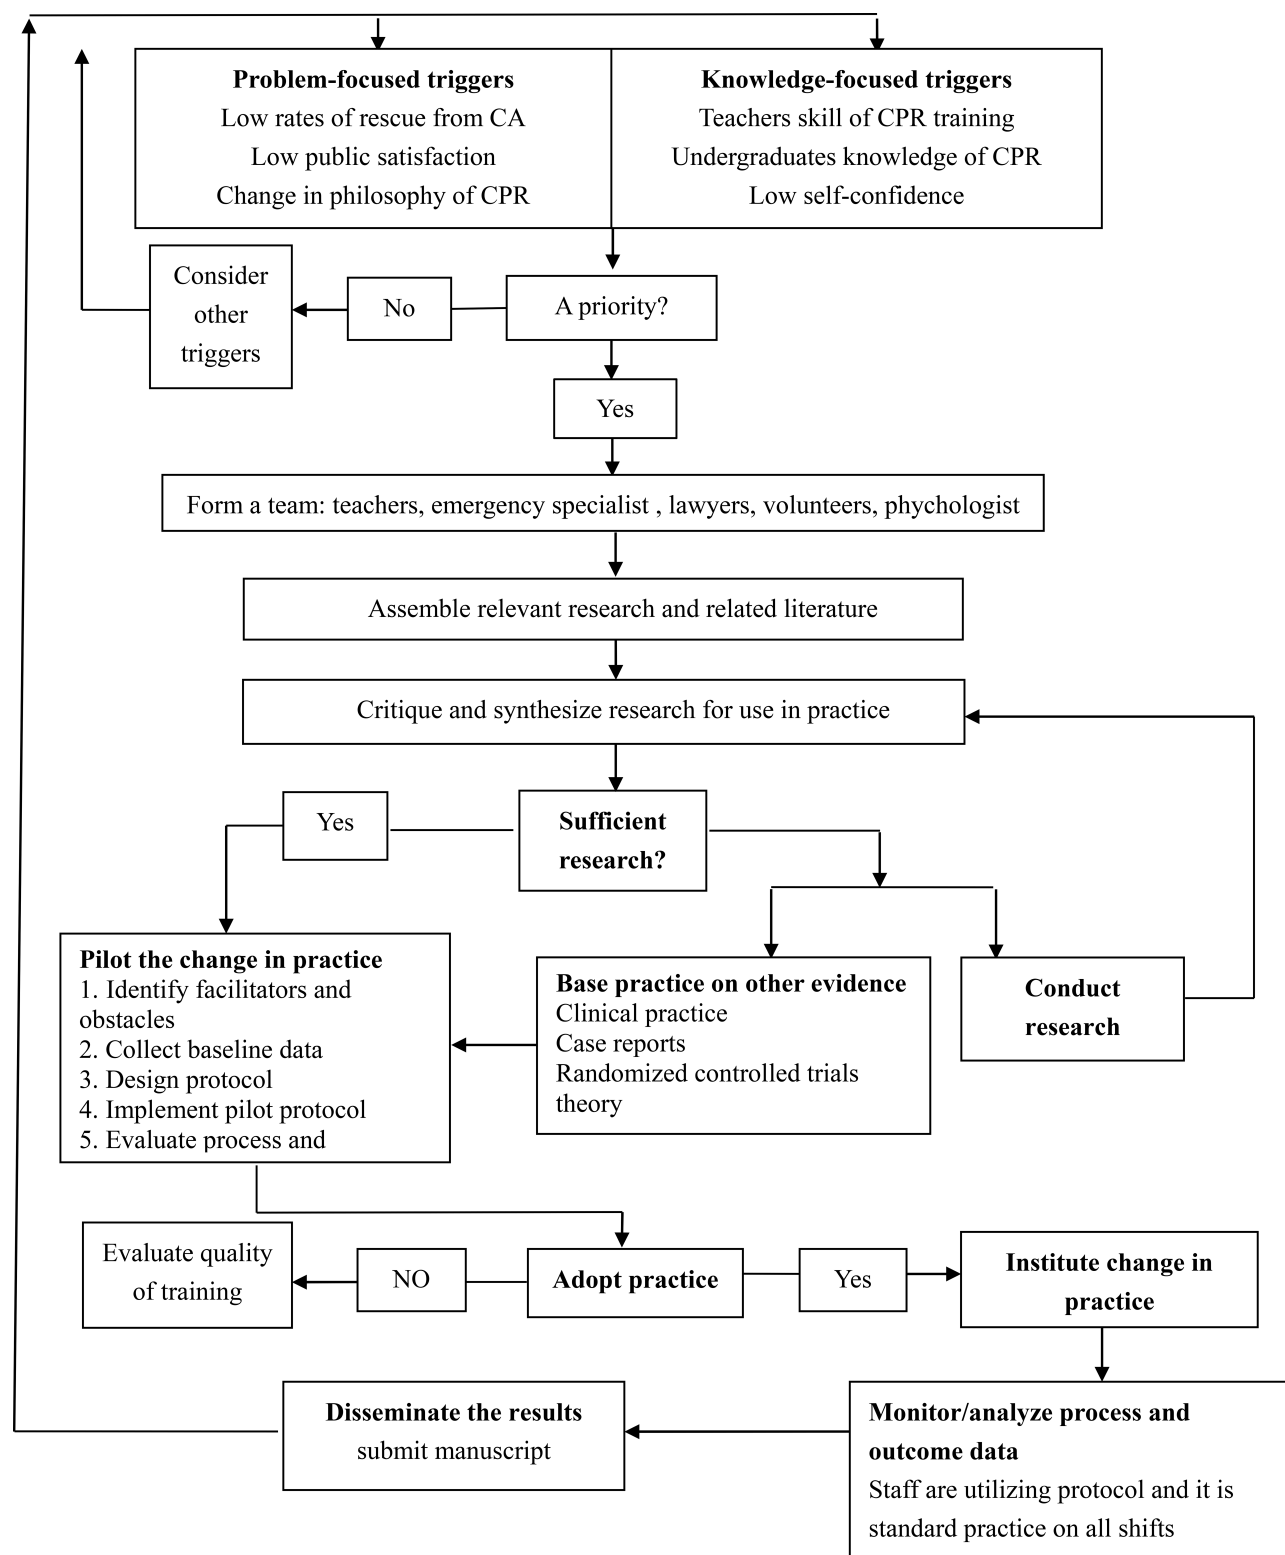 Problem-focused triggers
Low rates of rescue from CA
Low public satisfaction
Change in philosophy of CPR
Knowledge-focused triggers
Teachers skill of CPR training
Undergraduates knowledge of CPR
Low self-confidence
Consider
other
triggers
No
A priority?
Yes
Form a team: teachers, emergency specialist , lawyers, volunteers, phychologist
Assemble relevant research and related literature
Critique and synthesize research for use in practice
Yes
Sufficient
research?
Pilot the change in practice
1. Identify facilitators and
obstacles
2. Collect baseline data
3. Design protocol
4. Implement pilot protocol
5. Evaluate process and
Base practice on other evidence
Clinical practice
Case reports
Randomized controlled trials
theory
Conduct
research
Evaluate quality
of training
NO
Adopt practice
Yes
Institute change in
practice
Disseminate the results
submit manuscript
Monitor/analyze process and
outcome data
Staff are utilizing protocol and it is
standard practice on all shifts